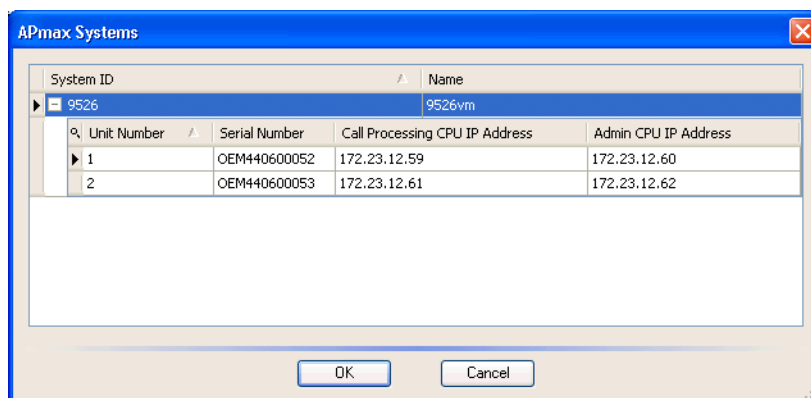 APmax Systems
System ID Name
9526 9526vm
Unit Number Serial Number Call Processing CPU IP Address Admin CPU IP Address
1 OEM440600052 172.23.12.59 172.23.12.60
2 OEM440600053 172.23.12.61 172.23.12.62
OK Cancel